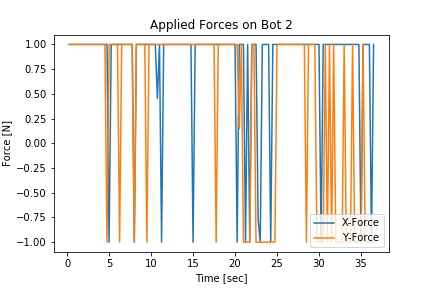 Applied Forces on Bot 2
Force [N]
1.00
0.75
0.50
0.25
0.00
−0.25
−0.50
−0.75
−1.00
0 5 10 15 20 25 30 35
Time [sec]
X-Force
Y-Force